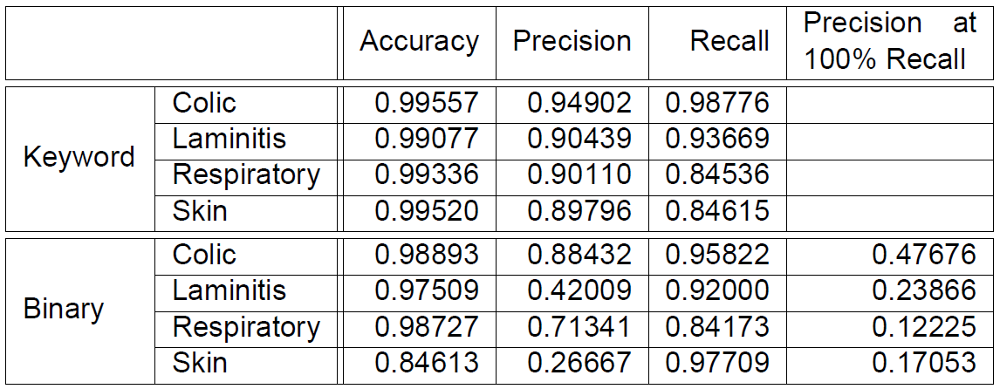 Accuracy Precision Recall Precision at
100% Recall
Keyword Colic 0.99557 0.94902 0.98776
Laminitis 0.99077 0.90439 0.93669
Respiratory 0.99336 0.90110 0.84536
Skin 0.99520 0.89796 0.84615
Binary Colic 0.98893 0.88432 0.95822 0.47676
Laminitis 0.97509 0.42009 0.92000 0.23866
Respiratory 0.98727 0.71341 0.84173 0.12225
Skin 0.84613 0.26667 0.97709 0.17053